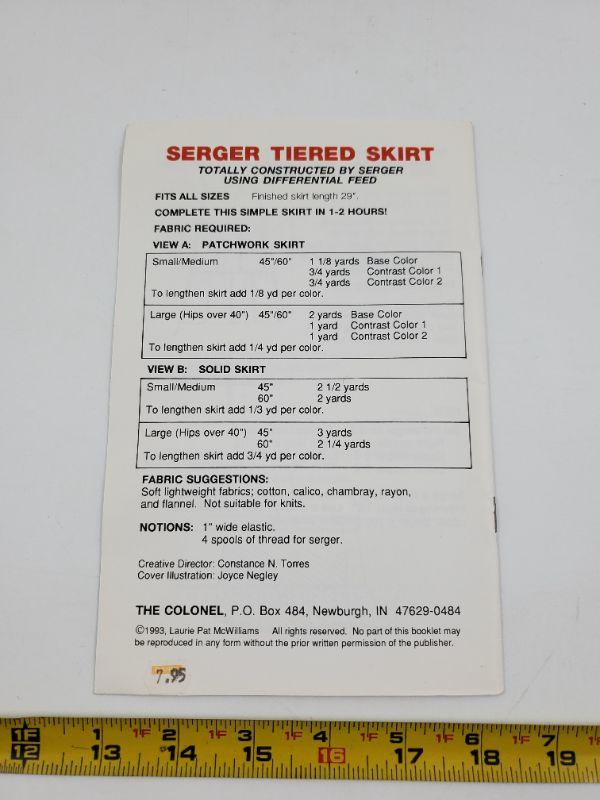 SERGER TIERED SKIRT
TOTALLY CONSTRUCTED BY SERGER
USING DIFFERENTIAL FEED
FITS ALL SIZES Finished skirt length 29".
COMPLETE THIS SIMPLE SKIRT IN 1-2 HOURS!
FABRIC REQUIRED:
VIEW A: PATCHWORK SKIRT
Small/Medium 45"/60" 1 1/8 yards Base Color
3/4 yards Contrast Color 1
3/4 yards Contrast Color 2
To lengthen skirt add 1/8 yd per color.
Large (Hips over 40") 45"/60" 2 yards Base Color
1 yard Contrast Color 1
1 yard Contrast Color 2
To lengthen skirt add 1/4 yd per color.
VIEW B: SOLID SKIRT
Small/Medium 45" 2 1/2 yards
60" 2 yards
To lengthen skirt add 1/3 yd per color.
Large (Hips over 40") 45" 3 yards
60" 2 1/4 yards
To lengthen skirt add 3/4 yd per color.
FABRIC SUGGESTIONS:
Soft lightweight fabrics; cotton, calico, chambray, rayon,
and flannel. Not suitable for knits.
NOTIONS: 1" wide elastic.
4 spools of thread for serger.
Creative Director: Constance N. Torres
Cover Illustration: Joyce Negley
THE COLONEL, P.O. Box 484, Newburgh, IN 47629-0484
©1993, Laurie Pat McWilliams All rights reserved. No part of this booklet may
be reproduced in any form without the prior written permission of the publisher.
7.95
1F 1 1F 2 1F 3 1F 4 1F 5 1F 6 1F 7
12 13 14 15 16 17 18 19